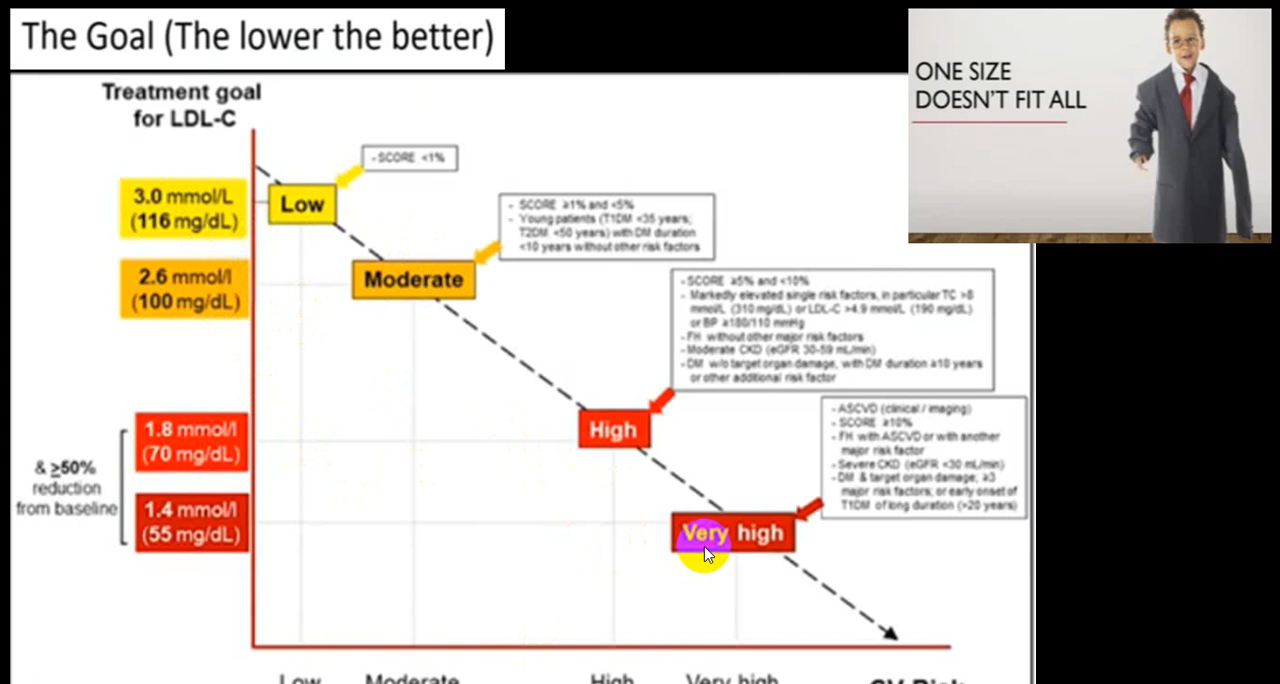 The Goal (The lower the better)
ONE SIZE
DOESN'T FIT ALL
Treatment goal
for LDL-C
- SCORE <1%
3.0 mmol/L
(116 mg/dL)
Low
- SCORE ≥1% and <5%
- Young patients (T1DM <35 years;
T2DM <50 years) with DM duration
<10 years without other risk factors
2.6 mmol/l
(100 mg/dL)
Moderate
- SCORE ≥5% and <10%
- Markedly elevated single risk factors, in particular TC >8
mmol/L (310 mg/dL) or LDL-C >4.9 mmol/L (190 mg/dL)
or BP ≥180/110 mmHg
- FH without other major risk factors
- Moderate CKD (eGFR 30-59 mL/min)
- DM w/o target organ damage, with DM duration ≥10 years
or other additional risk factor
1.8 mmol/l
(70 mg/dL)
High
- ASCVD (clinical / imaging)
- SCORE ≥10%
- FH with ASCVD or with another
major risk factor
- Severe CKD (eGFR <30 mL/min)
- DM & target organ damage; ≥3
major risk factors; or early onset of
T1DM of long duration (>20 years)
& ≥50%
reduction
from baseline
1.4 mmol/l
(55 mg/dL)
Very high
Low Moderate High Very high CV Risk